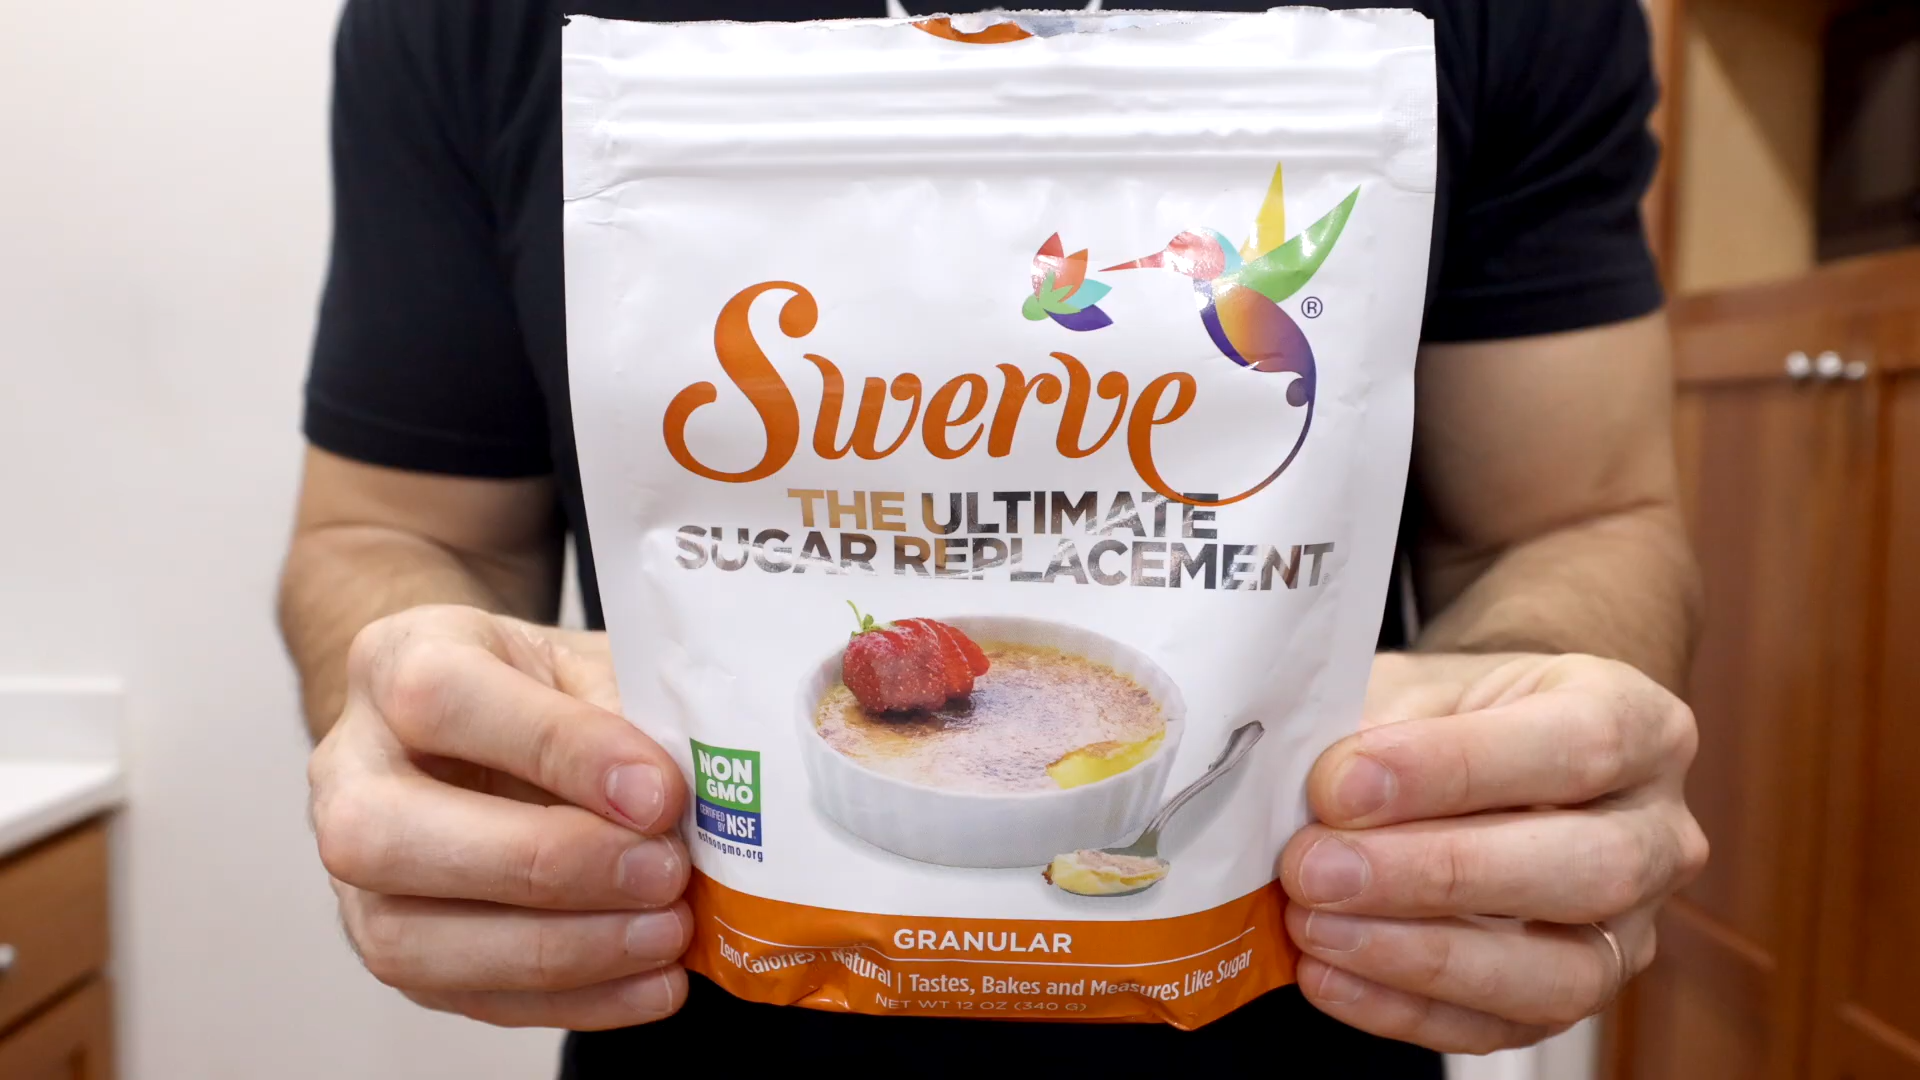 Swerve®
THE ULTIMATE
SUGAR REPLACEMENT
NON
GMO
CERTIFIED
BY NSF
nsfnongmo.org
GRANULAR
Zero Calories | Natural | Tastes, Bakes and Measures Like Sugar
NET WT 12 OZ (340 G)